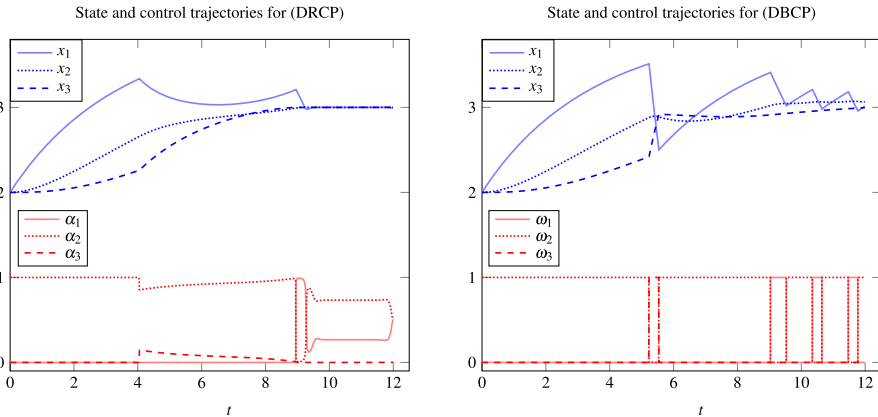 State and control trajectories for (DRCP)
x1
x2
x3
3
2
α1
α2
α3
1
0
0 2 4 6 8 10 12
t
State and control trajectories for (DBCP)
x1
x2
x3
3
2
ω1
ω2
ω3
1
0
0 2 4 6 8 10 12
t